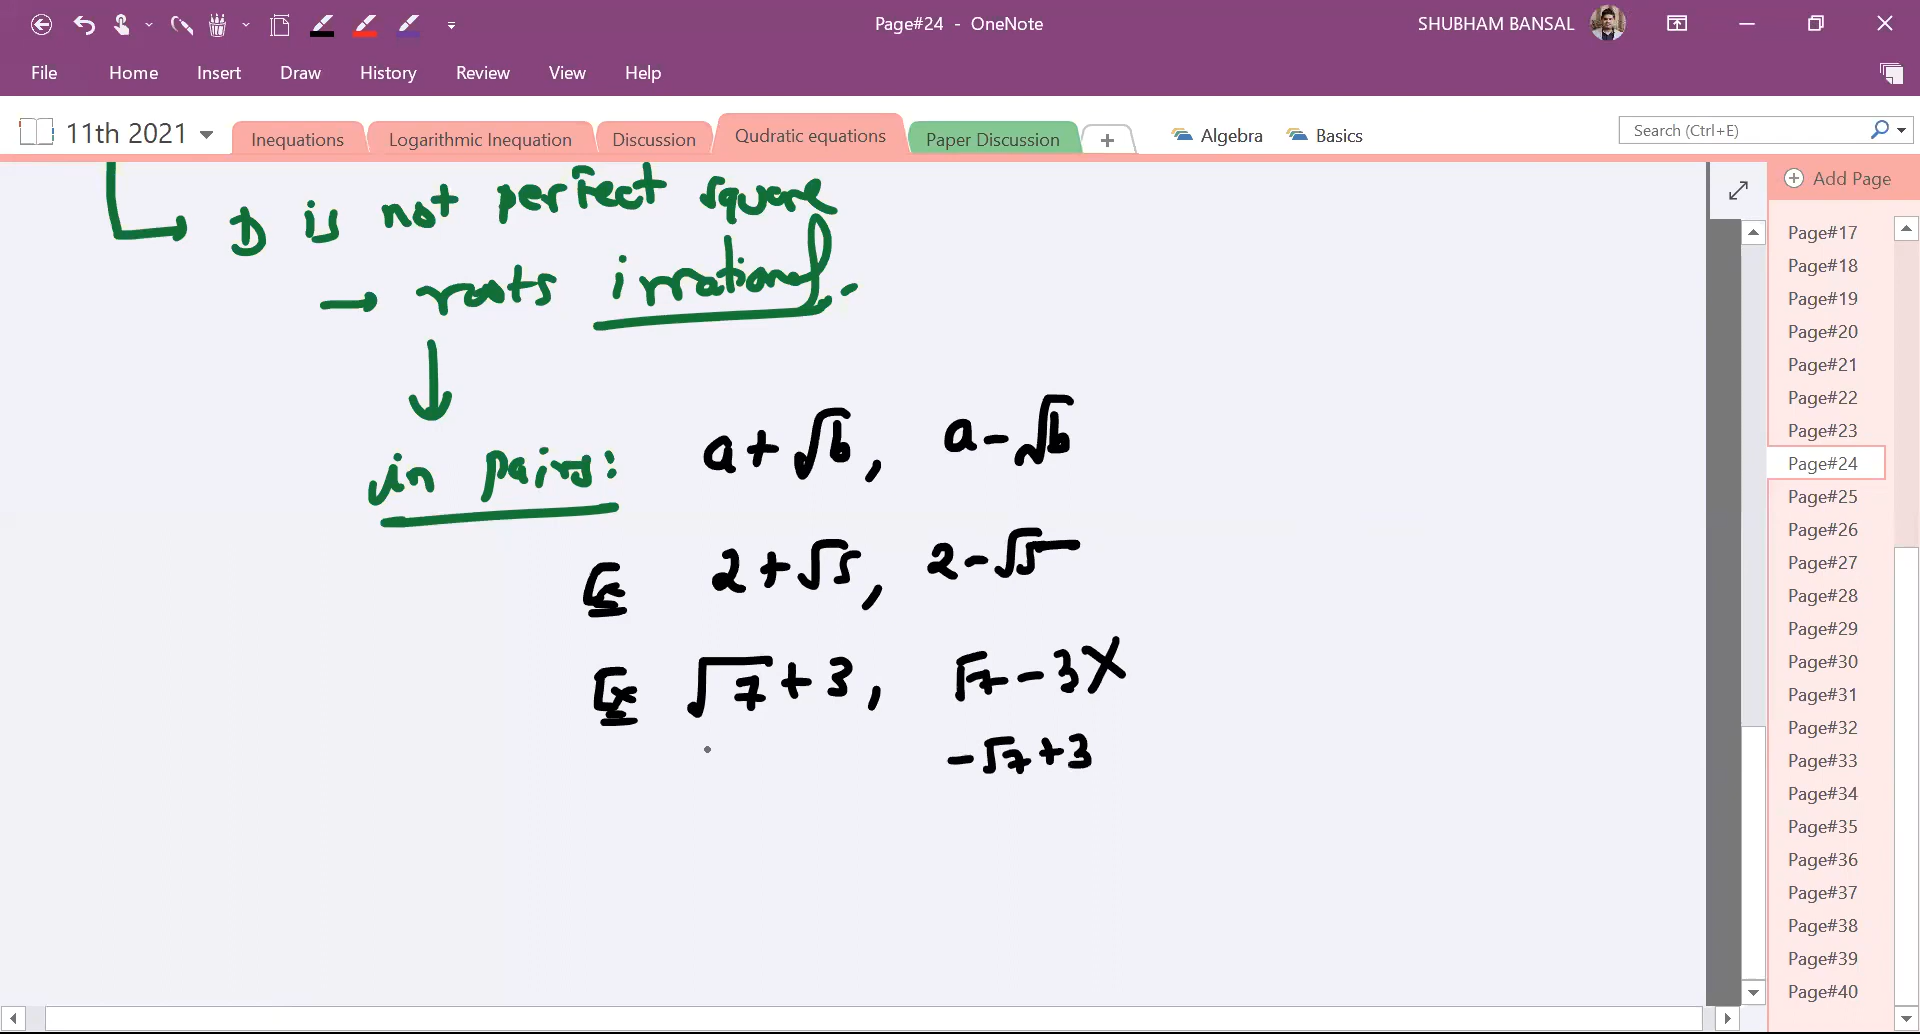 Page#24 - OneNote
SHUBHAM BANSAL
File Home Insert Draw History Review View Help
11th 2021
Inequations
Logarithmic Inequation
Discussion
Qudratic equations
Paper Discussion
+
Algebra
Basics
Search (Ctrl+E)
Add Page
D is not perfect square
→ roots irrational.
in pairs:
a + √b, a - √b
Ex 2 + √5, 2 - √5
Ex √7 + 3, √7 - 3 X
-√7 + 3
Page#17
Page#18
Page#19
Page#20
Page#21
Page#22
Page#23
Page#24
Page#25
Page#26
Page#27
Page#28
Page#29
Page#30
Page#31
Page#32
Page#33
Page#34
Page#35
Page#36
Page#37
Page#38
Page#39
Page#40